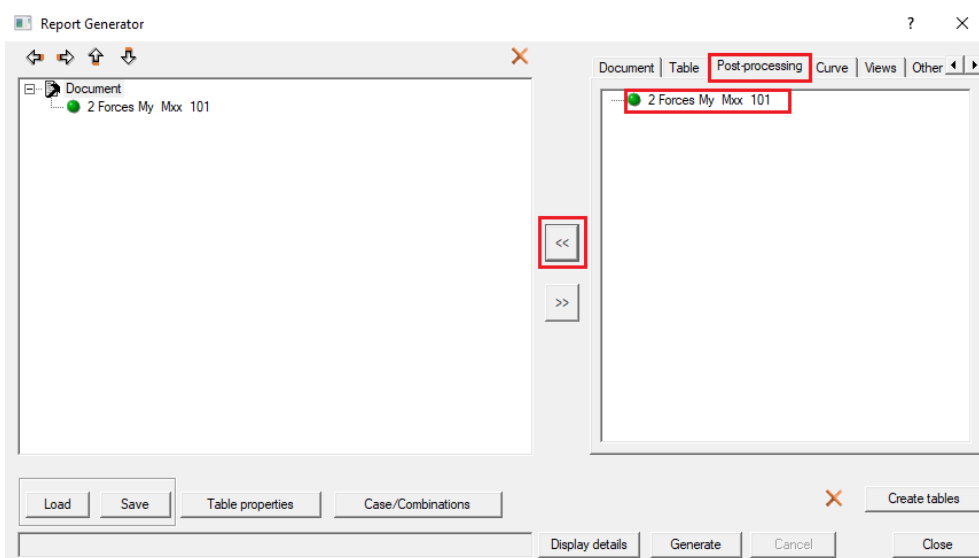 Report Generator
?
Document
2 Forces My Mxx 101
Document
Table
Post-processing
Curve
Views
Other
2 Forces My Mxx 101
<<
>>
Load
Save
Table properties
Case/Combinations
Create tables
Display details
Generate
Cancel
Close